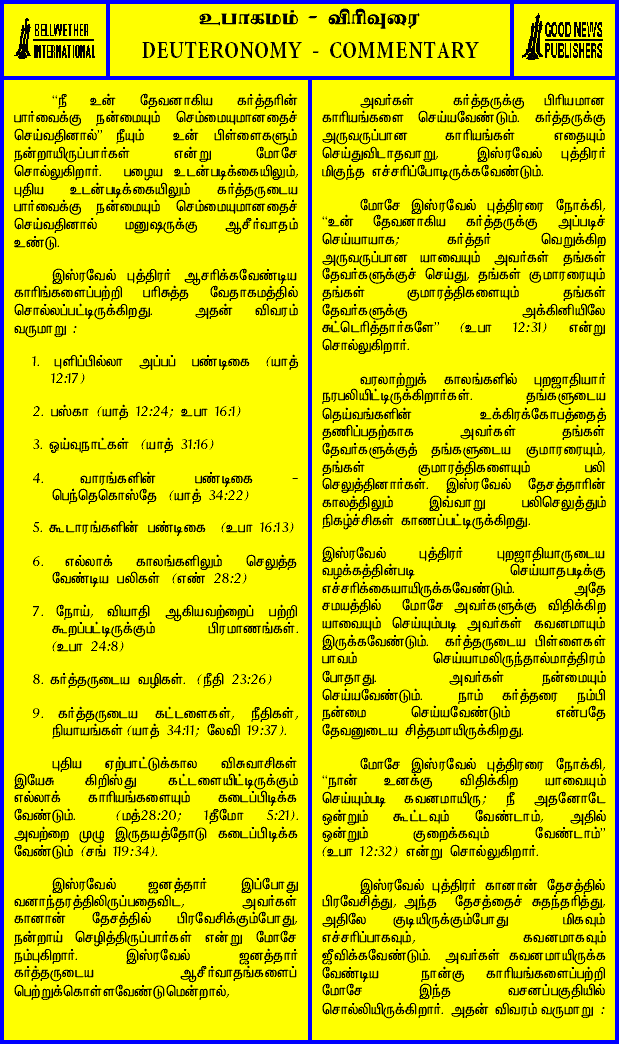 BELLWETHER
INTERNATIONAL
உபாகமம் - விரிவுரை
DEUTERONOMY - COMMENTARY
GOOD NEWS
PUBLISHERS
“நீ உன் தேவனாகிய கர்த்தரின்
பார்வைக்கு நன்மையும் செம்மையுமானதைச்
செய்வதினால்” நீயும் உன் பிள்ளைகளும்
நன்றாயிருப்பார்கள் என்று மோசே
சொல்லுகிறார். பழைய உடன்படிக்கையிலும்,
புதிய உடன்படிக்கையிலும் கர்த்தருடைய
பார்வைக்கு நன்மையும் செம்மையுமானதைச்
செய்வதினால் மனுஷருக்கு ஆசீர்வாதம்
உண்டு.
இஸ்ரவேல் புத்திரர் ஆசரிக்கவேண்டிய
காரிங்களைப்பற்றி பரிசுத்த வேதாகமத்தில்
சொல்லப்பட்டிருக்கிறது. அதன் விவரம்
வருமாறு :
1. புளிப்பில்லா அப்பப் பண்டிகை (யாத்
12:17)
2. பஸ்கா (யாத் 12:24; உபா 16:1)
3. ஓய்வுநாட்கள் (யாத் 31:16)
4. வாரங்களின் பண்டிகை -
பெந்தெகொஸ்தே (யாத் 34:22)
5. கூடாரங்களின் பண்டிகை (உபா 16:13)
6. எல்லாக் காலங்களிலும் செலுத்த
வேண்டிய பலிகள் (எண் 28:2)
7. நோய், வியாதி ஆகியவற்றைப் பற்றி
கூறப்பட்டிருக்கும் பிரமாணங்கள்.
(உபா 24:8)
8. கர்த்தருடைய வழிகள். (நீதி 23:26)
9. கர்த்தருடைய கட்டளைகள், நீதிகள்,
நியாயங்கள் (யாத் 34:11; லேவி 19:37).
புதிய ஏற்பாட்டுக்கால விசுவாசிகள்
இயேசு கிறிஸ்து கட்டளையிட்டிருக்கும்
எல்லாக் காரியங்களையும் கடைப்பிடிக்க
வேண்டும். (மத்28:20; 1தீமோ 5:21).
அவற்றை முழு இருதயத்தோடு கடைப்பிடிக்க
வேண்டும் (சங் 119:34).
இஸ்ரவேல் ஜனத்தார் இப்போது
வனாந்தரத்திலிருப்பதைவிட, அவர்கள்
கானான் தேசத்தில் பிரவேசிக்கும்போது,
நன்றாய் செழித்திருப்பார்கள் என்று மோசே
நம்புகிறார். இஸ்ரவேல் ஜனத்தார்
கர்த்தருடைய ஆசீர்வாதங்களைப்
பெற்றுக்கொள்ளவேண்டுமென்றால்,
அவர்கள் கர்த்தருக்கு பிரியமான
காரியங்களை செய்யவேண்டும். கர்த்தருக்கு
அருவருப்பான காரியங்கள் எதையும்
செய்துவிடாதவாறு, இஸ்ரவேல் புத்திரர்
மிகுந்த எச்சரிப்போடிருக்கவேண்டும்.
மோசே இஸ்ரவேல் புத்திரரை நோக்கி,
“உன் தேவனாகிய கர்த்தருக்கு அப்படிச்
செய்யாயாக; கர்த்தர் வெறுக்கிற
அருவருப்பான யாவையும் அவர்கள் தங்கள்
தேவர்களுக்குச் செய்து, தங்கள் குமாரரையும்
தங்கள் குமாரத்திகளையும் தங்கள்
தேவர்களுக்கு அக்கினியிலே
சுட்டெரித்தார்களே” (உபா 12:31) என்று
சொல்லுகிறார்.
வரலாற்றுக் காலங்களில் புறஜாதியார்
நரபலியிட்டிருக்கிறார்கள். தங்களுடைய
தெய்வங்களின் உக்கிரக்கோபத்தைத்
தணிப்பதற்காக அவர்கள் தங்கள்
தேவர்களுக்குத் தங்களுடைய குமாரரையும்,
தங்கள் குமாரத்திகளையும் பலி
செலுத்தினார்கள். இஸ்ரவேல் தேசத்தாரின்
காலத்திலும் இவ்வாறு பலிசெலுத்தும்
நிகழ்ச்சிகள் காணப்பட்டிருக்கிறது.
இஸ்ரவேல் புத்திரர் புறஜாதியாருடைய
வழக்கத்தின்படி செய்யாதபடிக்கு
எச்சரிக்கையாயிருக்கவேண்டும். அதே
சமயத்தில் மோசே அவர்களுக்கு விதிக்கிற
யாவையும் செய்யும்படி அவர்கள் கவனமாயும்
இருக்கவேண்டும். கர்த்தருடைய பிள்ளைகள்
பாவம் செய்யாமலிருந்தால்மாத்திரம்
போதாது. அவர்கள் நன்மையும்
செய்யவேண்டும். நாம் கர்த்தரை நம்பி
நன்மை செய்யவேண்டும் என்பதே
தேவனுடைய சித்தமாயிருக்கிறது.
மோசே இஸ்ரவேல் புத்திரரை நோக்கி,
“நான் உனக்கு விதிக்கிற யாவையும்
செய்யும்படி கவனமாயிரு; நீ அதனோடே
ஒன்றும் கூட்டவும் வேண்டாம், அதில்
ஒன்றும் குறைக்கவும் வேண்டாம்”
(உபா 12:32) என்று சொல்லுகிறார்.
இஸ்ரவேல் புத்திரர் கானான் தேசத்தில்
பிரவேசித்து, அந்த தேசத்தைச் சுதந்தரித்து,
அதிலே குடியிருக்கும்போது மிகவும்
எச்சரிப்பாகவும், கவனமாகவும்
ஜீவிக்கவேண்டும். அவர்கள் கவனமாயிருக்க
வேண்டிய நான்கு காரியங்களைப்பற்றி
மோசே இந்த வசனப்பகுதியில்
சொல்லியிருக்கிறார். அதன் விவரம் வருமாறு :